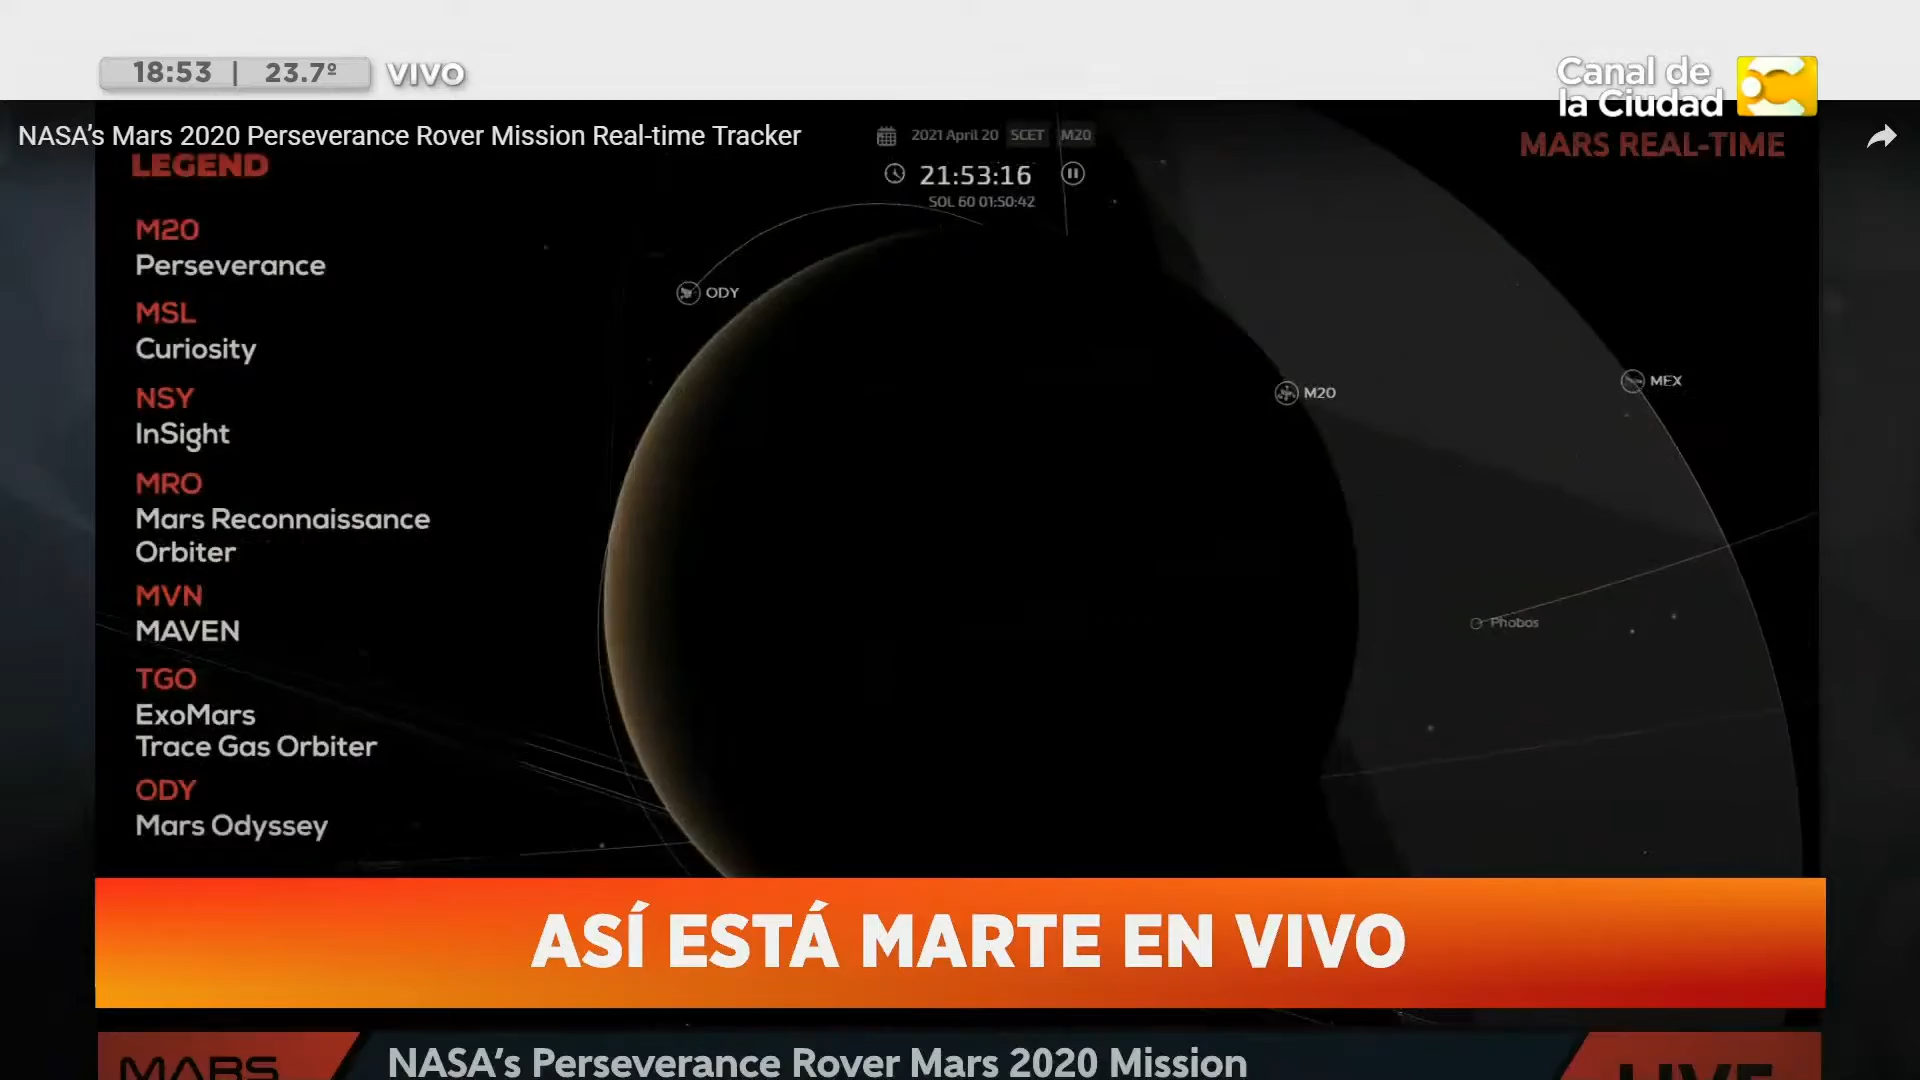 18:53 | 23.7º VIVO
Canal de
la Ciudad
NASA's Mars 2020 Perseverance Rover Mission Real-time Tracker
2021 April 20 SCET M20
MARS REAL-TIME
LEGEND
21:53:16
SOL 60 01:50:42
M20
Perseverance
MSL
Curiosity
NSY
InSight
MRO
Mars Reconnaissance
Orbiter
MVN
MAVEN
TGO
ExoMars
Trace Gas Orbiter
ODY
Mars Odyssey
ODY
M20
MEX
Phobos
ASÍ ESTÁ MARTE EN VIVO
MARS
NASA's Perseverance Rover Mars 2020 Mission
LIVE